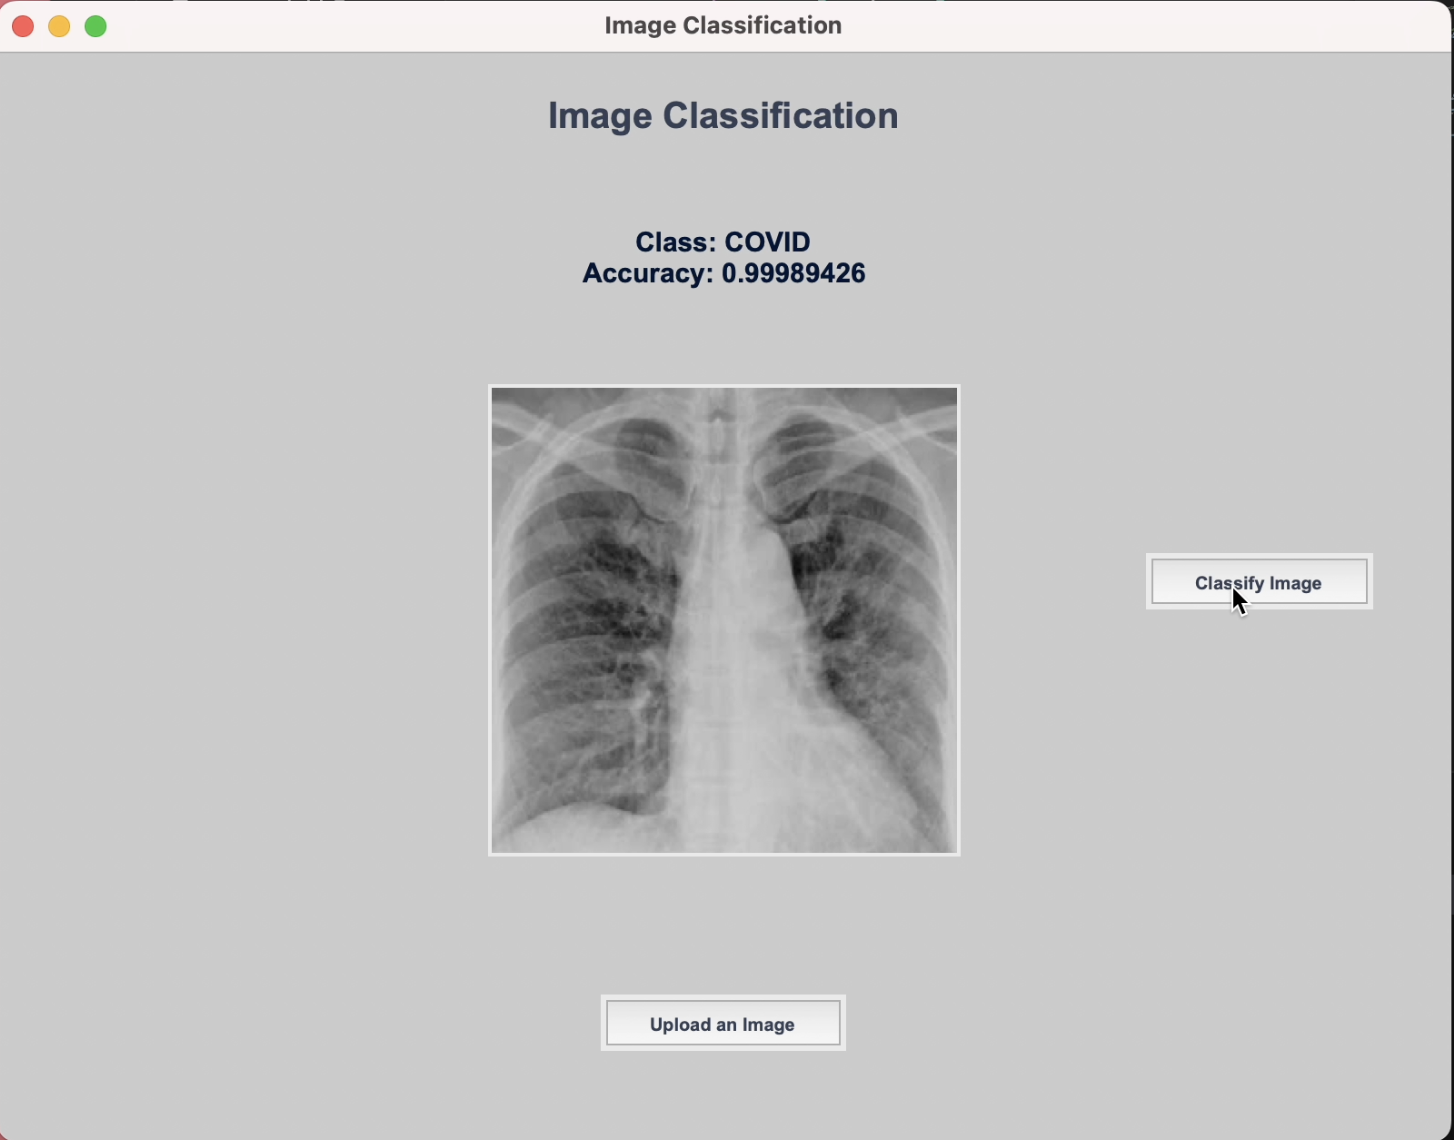 Image Classification
Image Classification
Class: COVID
Accuracy: 0.99989426
Classify Image
Upload an Image